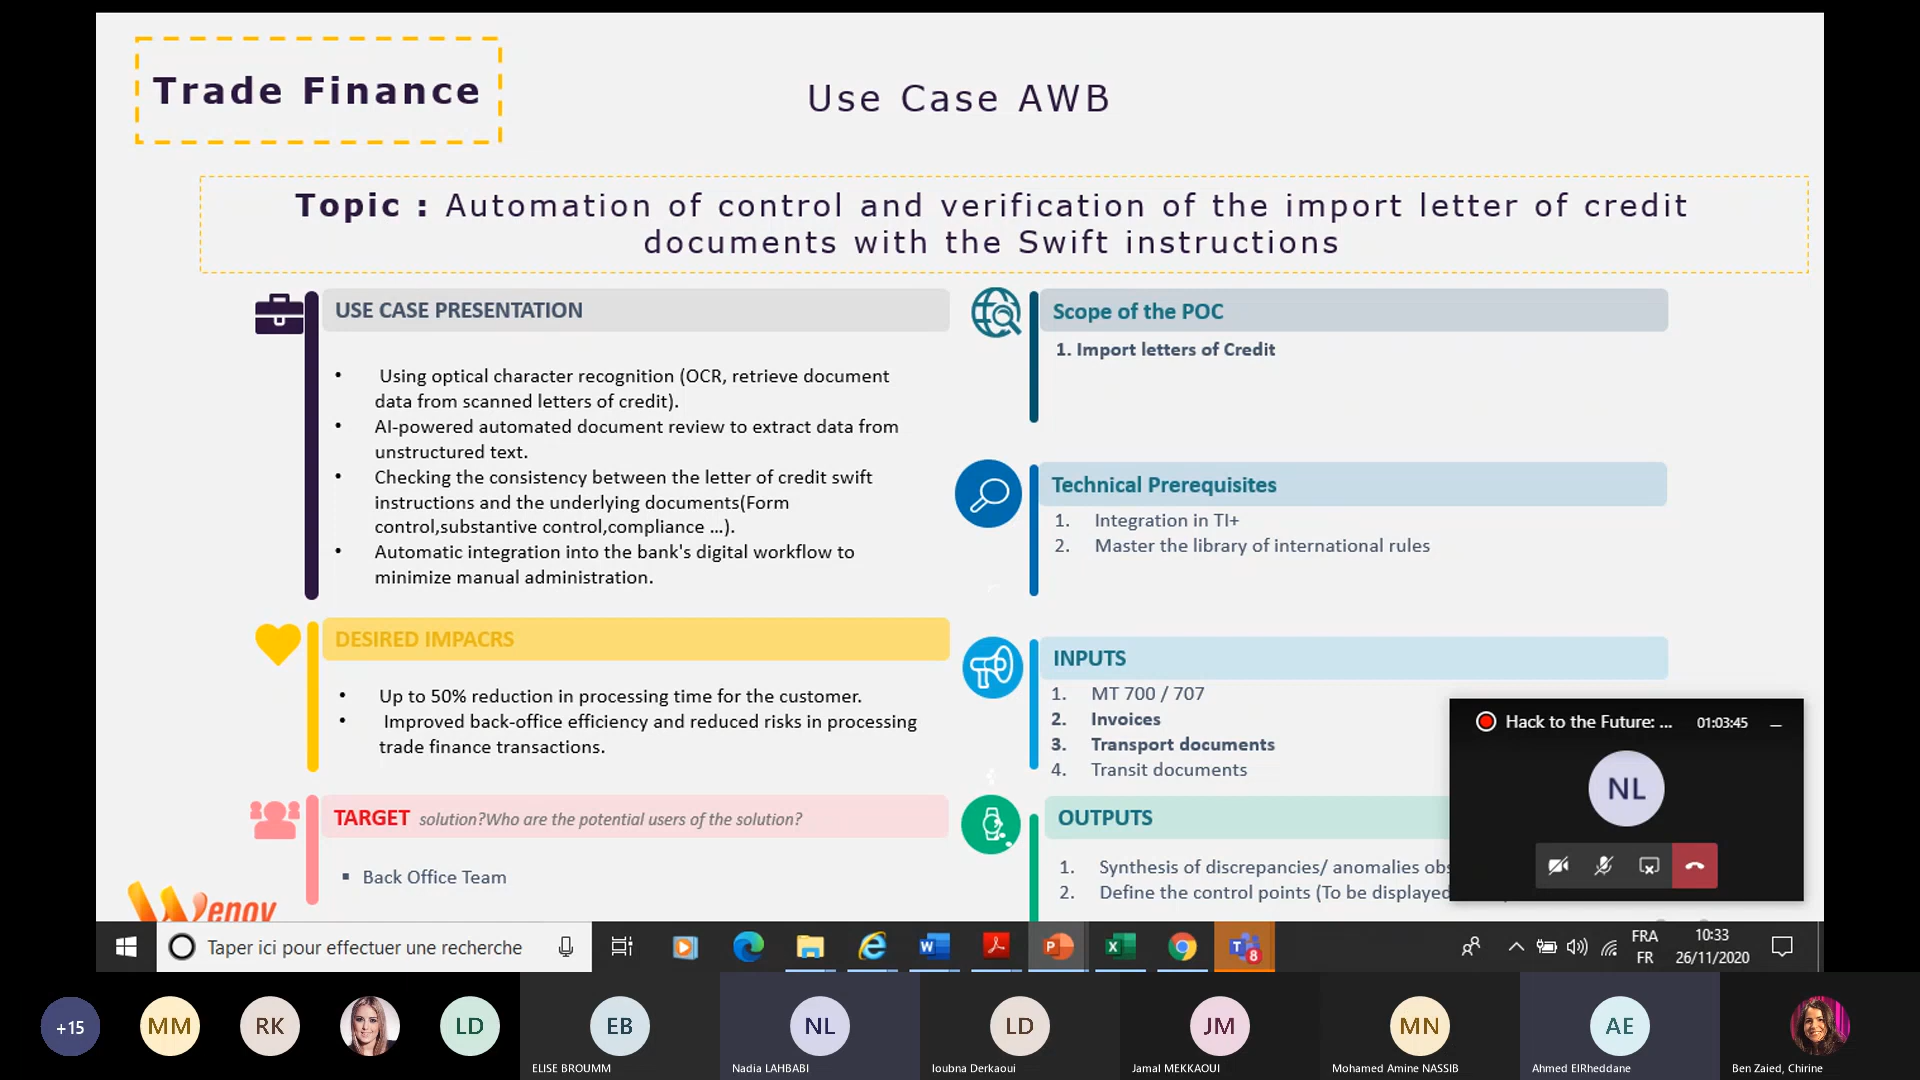 Trade Finance
Use Case AWB
Topic : Automation of control and verification of the import letter of credit
documents with the Swift instructions
USE CASE PRESENTATION
• Using optical character recognition (OCR, retrieve document
data from scanned letters of credit).
• AI-powered automated document review to extract data from
unstructured text.
• Checking the consistency between the letter of credit swift
instructions and the underlying documents(Form
control,substantive control,compliance ...).
• Automatic integration into the bank's digital workflow to
minimize manual administration.
DESIRED IMPACRS
• Up to 50% reduction in processing time for the customer.
• Improved back-office efficiency and reduced risks in processing
trade finance transactions.
TARGET solution?Who are the potential users of the solution?
▪ Back Office Team
Wenov
Scope of the POC
1. Import letters of Credit
Technical Prerequisites
1. Integration in TI+
2. Master the library of international rules
INPUTS
1. MT 700 / 707
2. Invoices
3. Transport documents
4. Transit documents
OUTPUTS
1. Synthesis of discrepancies/ anomalies obs
2. Define the control points (To be displayed
Hack to the Future: ... 01:03:45
NL
Taper ici pour effectuer une recherche
8
FRA
FR
10:33
26/11/2020
+15
MM
RK
LD
EB
ELISE BROUMM
NL
Nadia LAHBABI
LD
loubna Derkaoui
JM
Jamal MEKKAOUI
MN
Mohamed Amine NASSIB
AE
Ahmed ElRheddane
Ben Zaied, Chirine